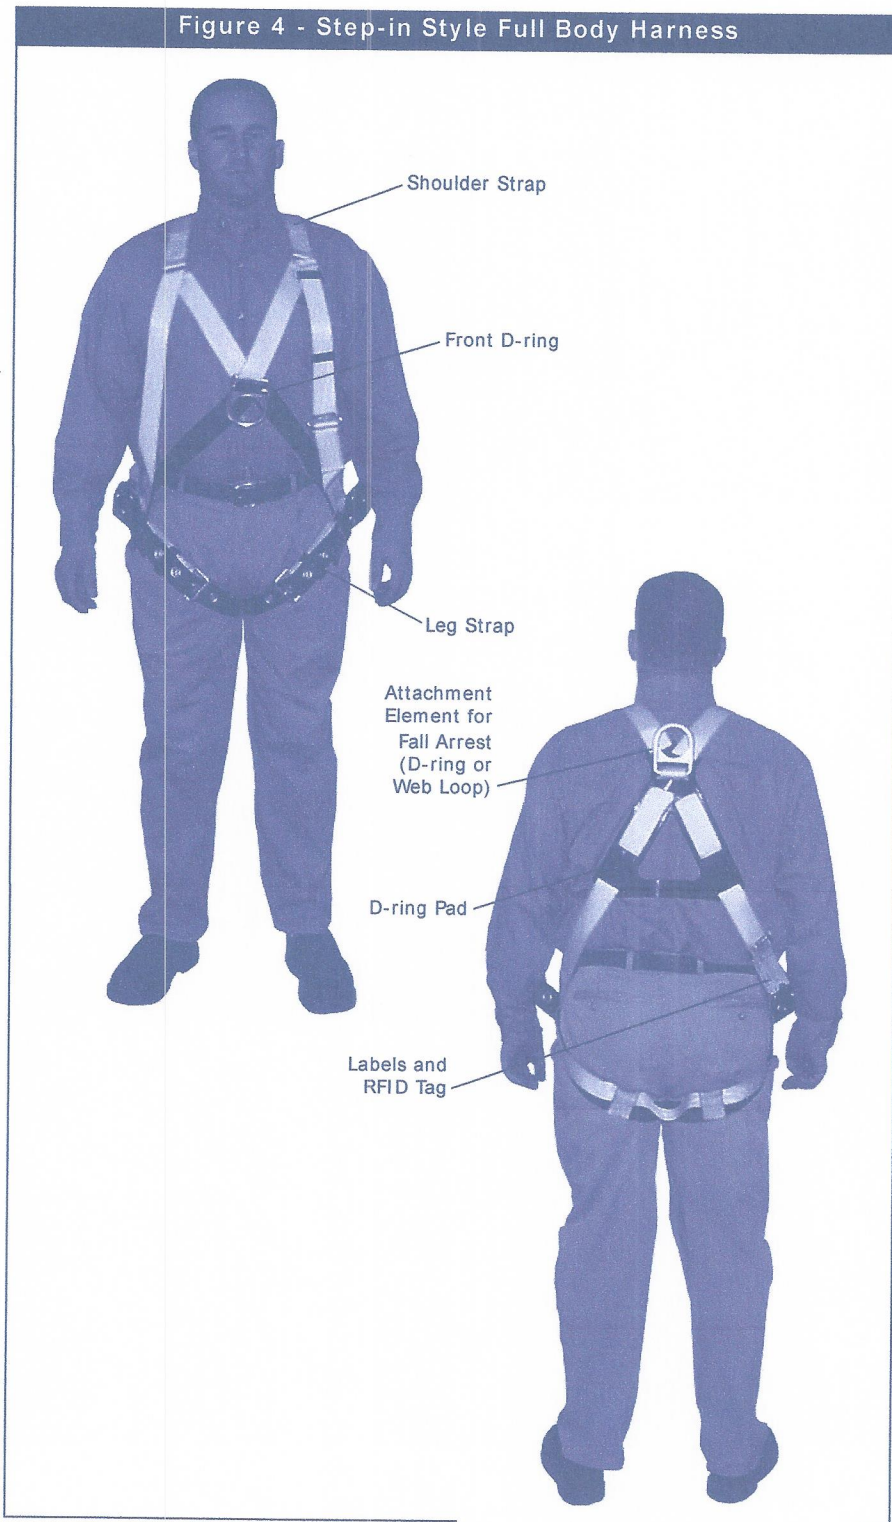 Figure 4 - Step-in Style Full Body Harness
Shoulder Strap
Front D-ring
Leg Strap
Attachment
Element for
Fall Arrest
(D-ring or
Web Loop)
D-ring Pad
Labels and
RFID Tag